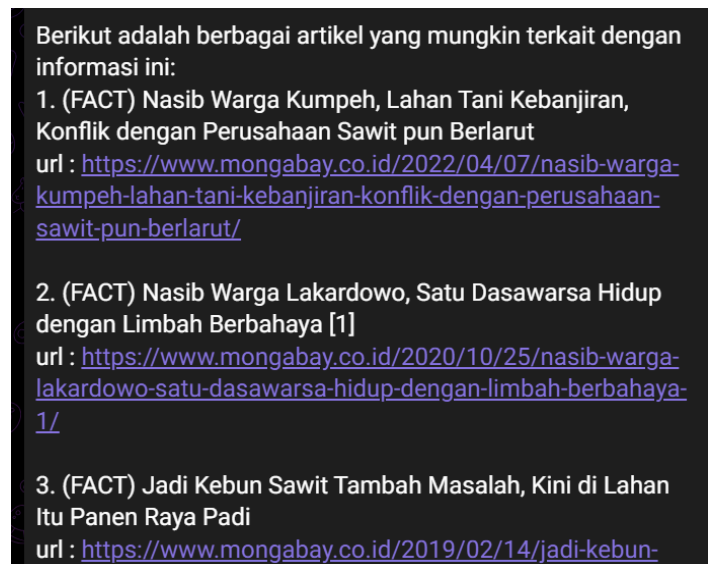 Berikut adalah berbagai artikel yang mungkin terkait dengan
informasi ini:
1. (FACT) Nasib Warga Kumpeh, Lahan Tani Kebanjiran,
Konflik dengan Perusahaan Sawit pun Berlarut
url : https://www.mongabay.co.id/2022/04/07/nasib-warga-
kumpeh-lahan-tani-kebanjiran-konflik-dengan-perusahaan-
sawit-pun-berlarut/
2. (FACT) Nasib Warga Lakardowo, Satu Dasawarsa Hidup
dengan Limbah Berbahaya [1]
url : https://www.mongabay.co.id/2020/10/25/nasib-warga-
lakardowo-satu-dasawarsa-hidup-dengan-limbah-berbahaya-
1/
3. (FACT) Jadi Kebun Sawit Tambah Masalah, Kini di Lahan
Itu Panen Raya Padi
url : https://www.mongabay.co.id/2019/02/14/jadi-kebun-